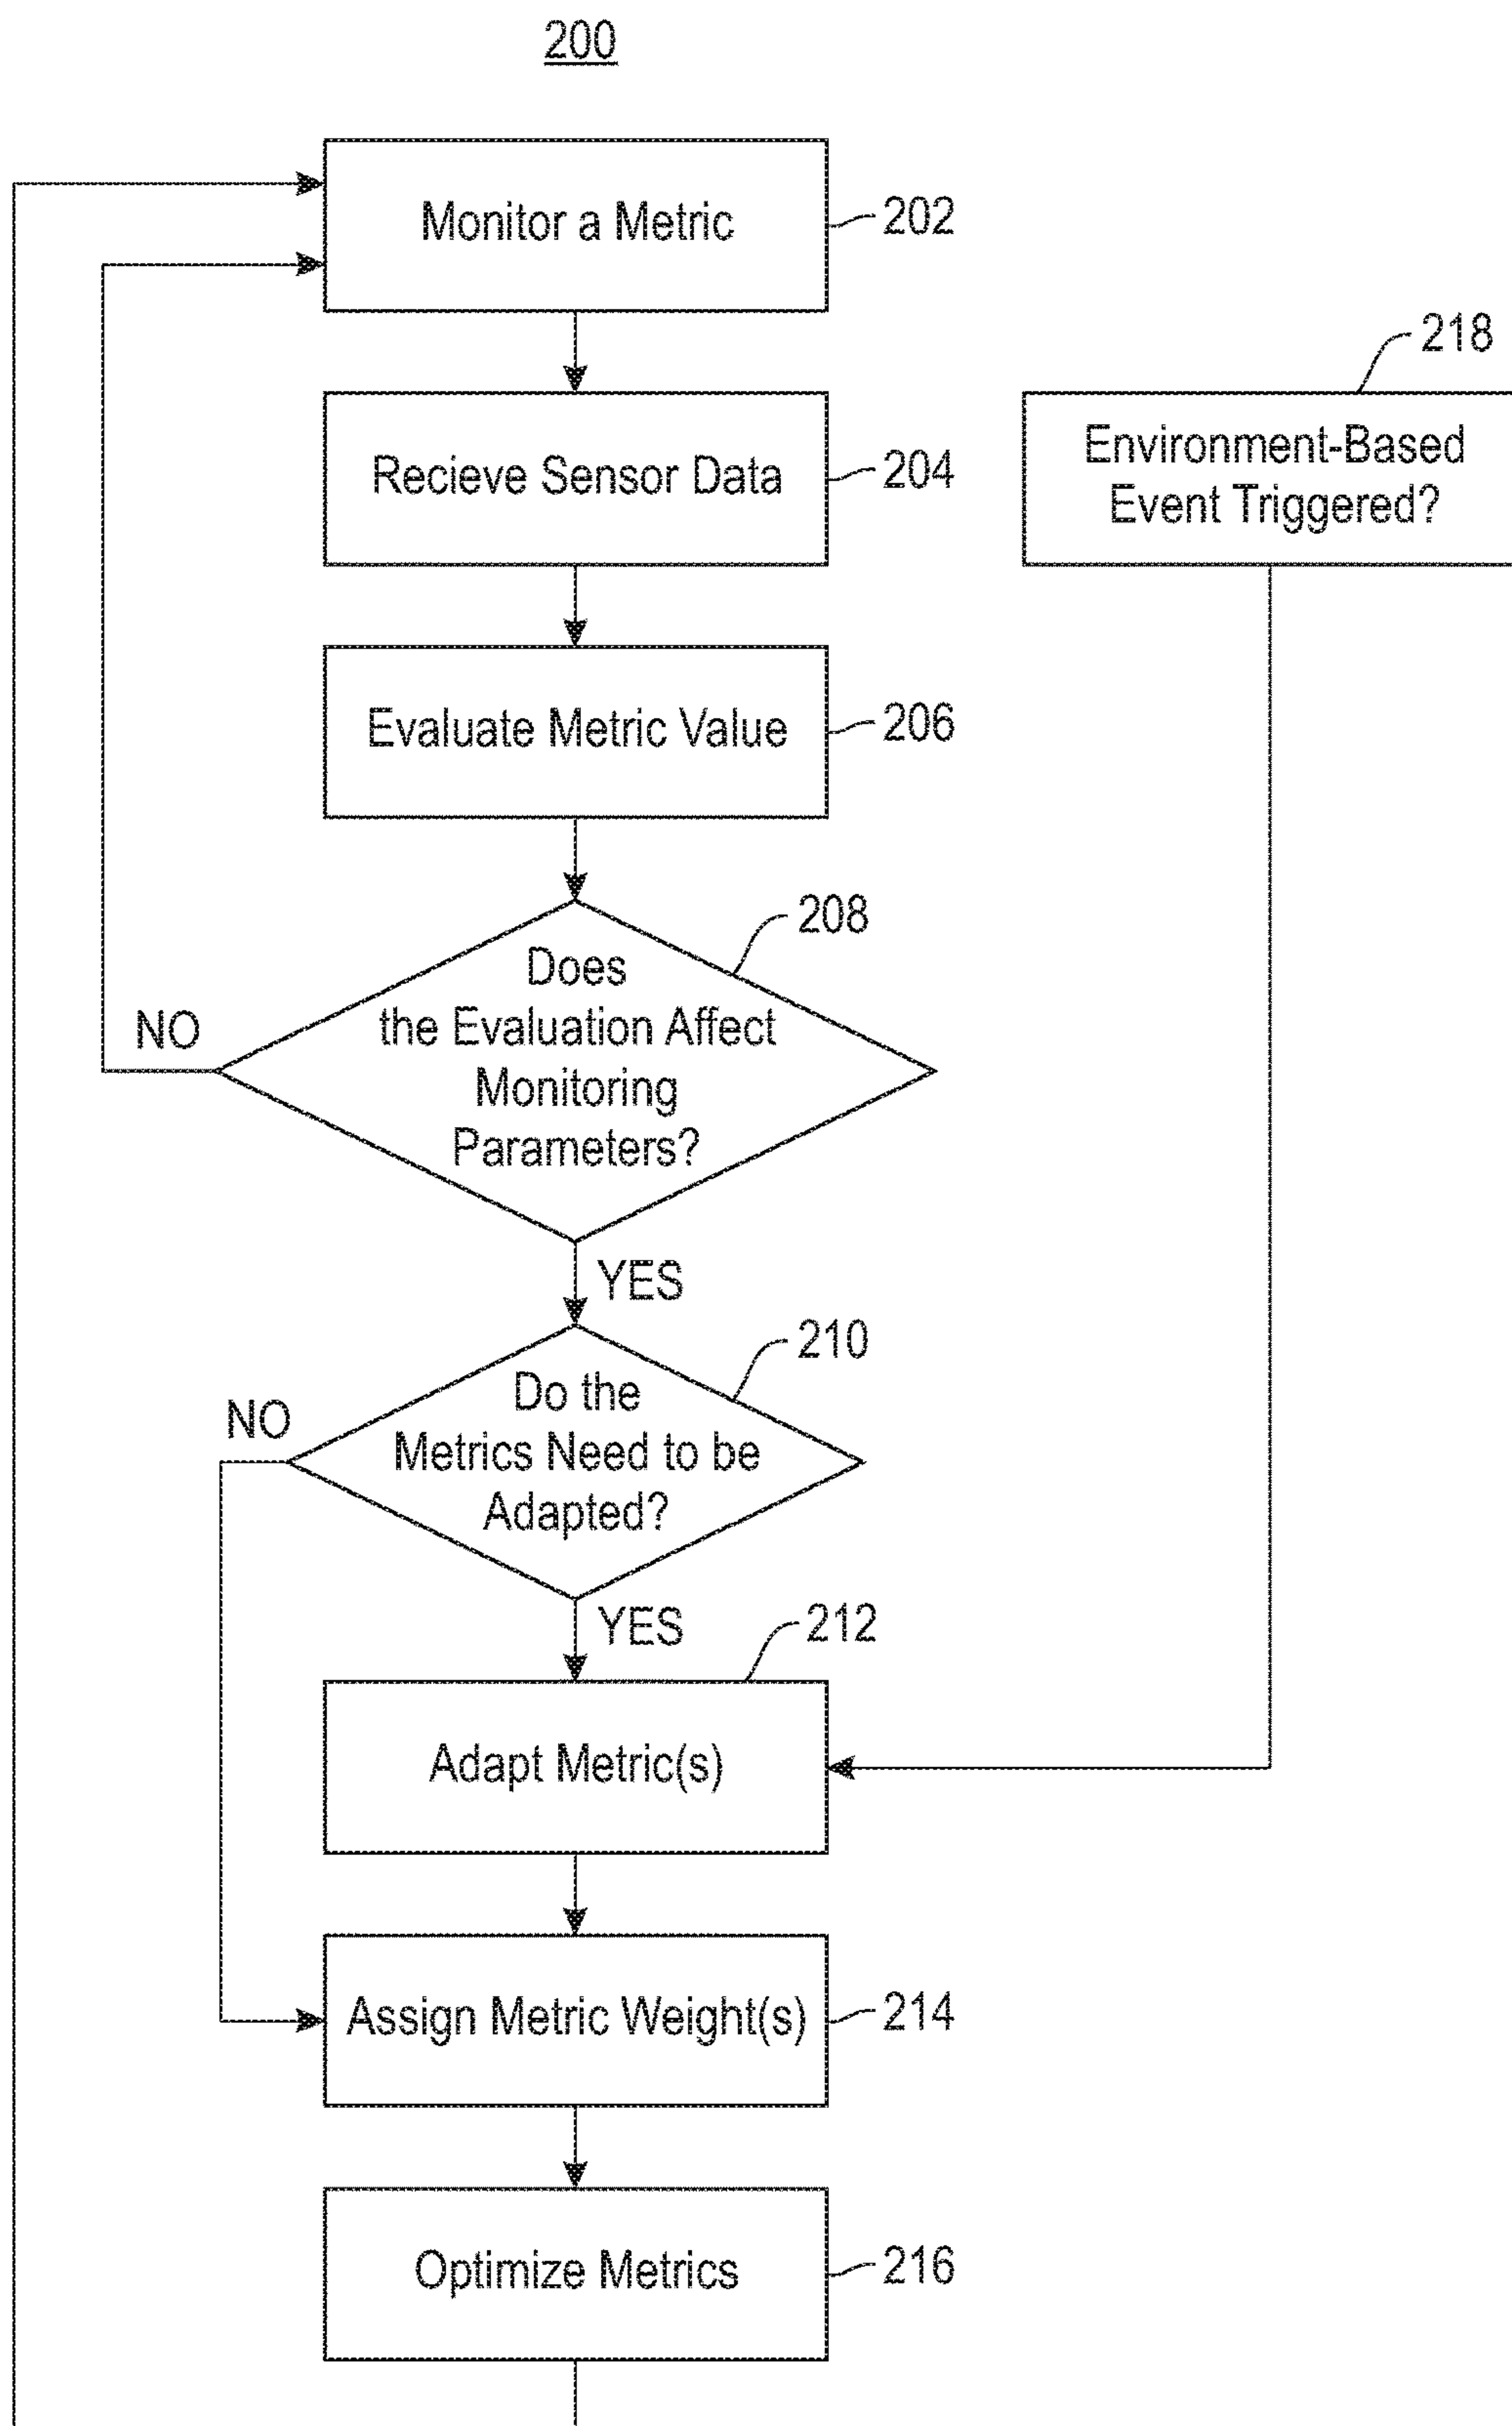 200
Monitor a Metric
202
218
Recieve Sensor Data
204
Environment-Based
Event Triggered?
Evaluate Metric Value
206
208
Does
the Evaluation Affect
Monitoring
Parameters?
NO
YES
210
Do the
Metrics Need to be
Adapted?
NO
YES
212
Adapt Metric(s)
Assign Metric Weight(s)
214
Optimize Metrics
216